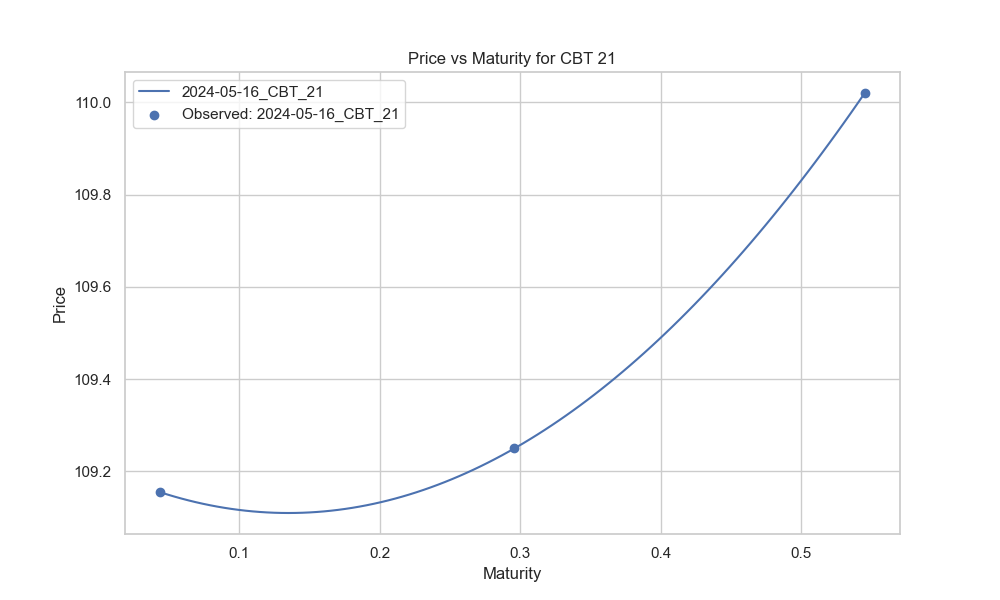 Price vs Maturity for CBT 21
2024-05-16_CBT_21
Observed: 2024-05-16_CBT_21
110.0
109.8
109.6
109.4
109.2
Price
0.1
0.2
0.3
0.4
0.5
Maturity